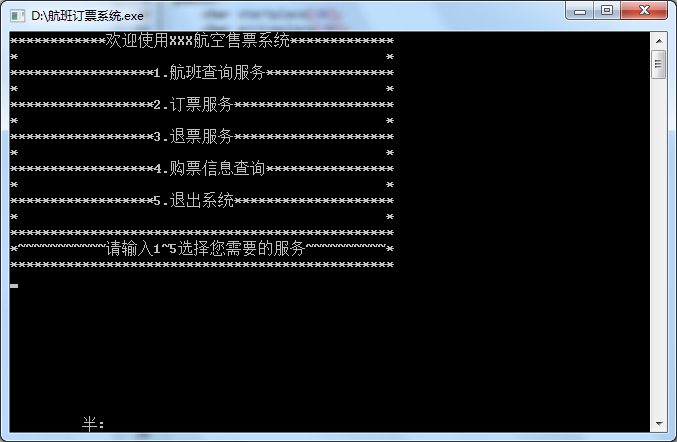 D:\航班订票系统.exe
************欢迎使用XXX航空售票系统*************
*                                              *
******************1.航班查询服务****************
*                                              *
******************2.订票服务********************
*                                              *
******************3.退票服务********************
*                                              *
******************4.购票信息查询****************
*                                              *
******************5.退出系统********************
*                                              *
************************************************
*~~~~~~~~~~~请输入1~5选择您需要的服务~~~~~~~~~~*
************************************************
半: